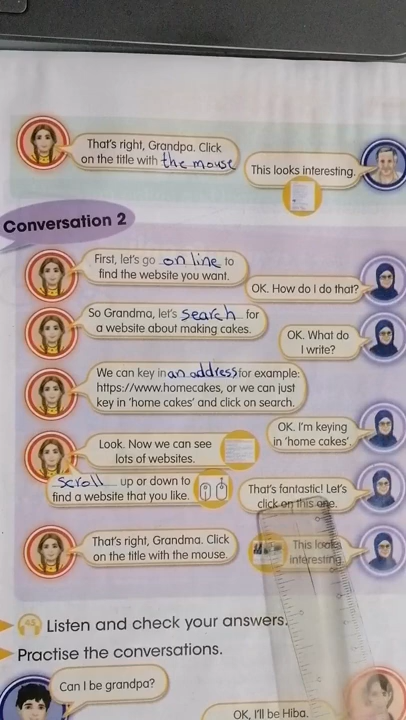 That's right, Grandpa. Click
on the title with the mouse
This looks interesting.
Conversation 2
First, let's go on line to
find the website you want.
OK. How do I do that?
So Grandma, let's search for
a website about making cakes.
OK. What do
I write?
We can key in an address for example:
https://www.homecakes, or we can just
key in 'home cakes' and click on search.
OK. I'm keying
in 'home cakes'.
Look. Now we can see
lots of websites.
scroll up or down to
find a website that you like.
That's fantastic! Let's
click on this one.
That's right, Grandma. Click
on the title with the mouse.
This looks
interesting
45 Listen and check your answers.
Practise the conversations.
Can I be grandpa?
OK, I'll be Hiba.